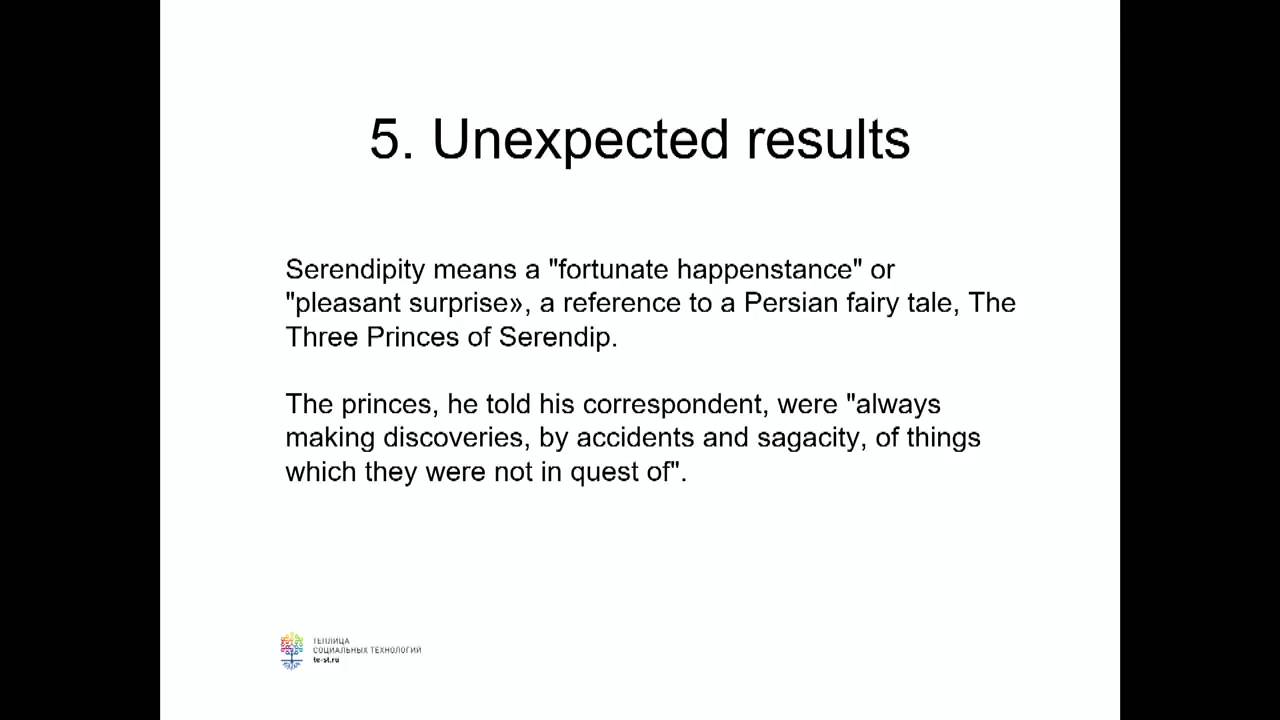 5. Unexpected results
Serendipity means a "fortunate happenstance" or
"pleasant surprise», a reference to a Persian fairy tale, The
Three Princes of Serendip.
The princes, he told his correspondent, were "always
making discoveries, by accidents and sagacity, of things
which they were not in quest of".
ТЕПЛИЦА
СОЦИАЛЬНЫХ ТЕХНОЛОГИЙ
te-st.ru